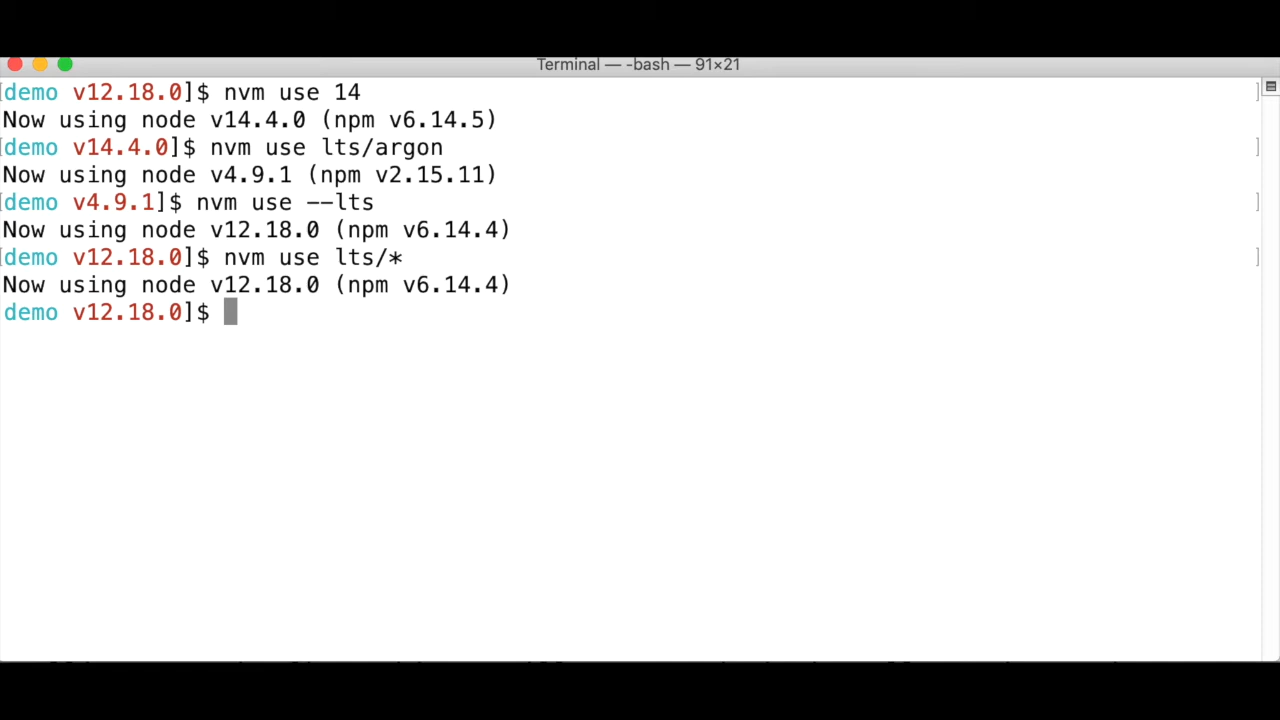 Terminal — -bash — 91×21
[demo v12.18.0]$ nvm use 14
Now using node v14.4.0 (npm v6.14.5)
[demo v14.4.0]$ nvm use lts/argon
Now using node v4.9.1 (npm v2.15.11)
[demo v4.9.1]$ nvm use --lts
Now using node v12.18.0 (npm v6.14.4)
[demo v12.18.0]$ nvm use lts/*
Now using node v12.18.0 (npm v6.14.4)
demo v12.18.0]$